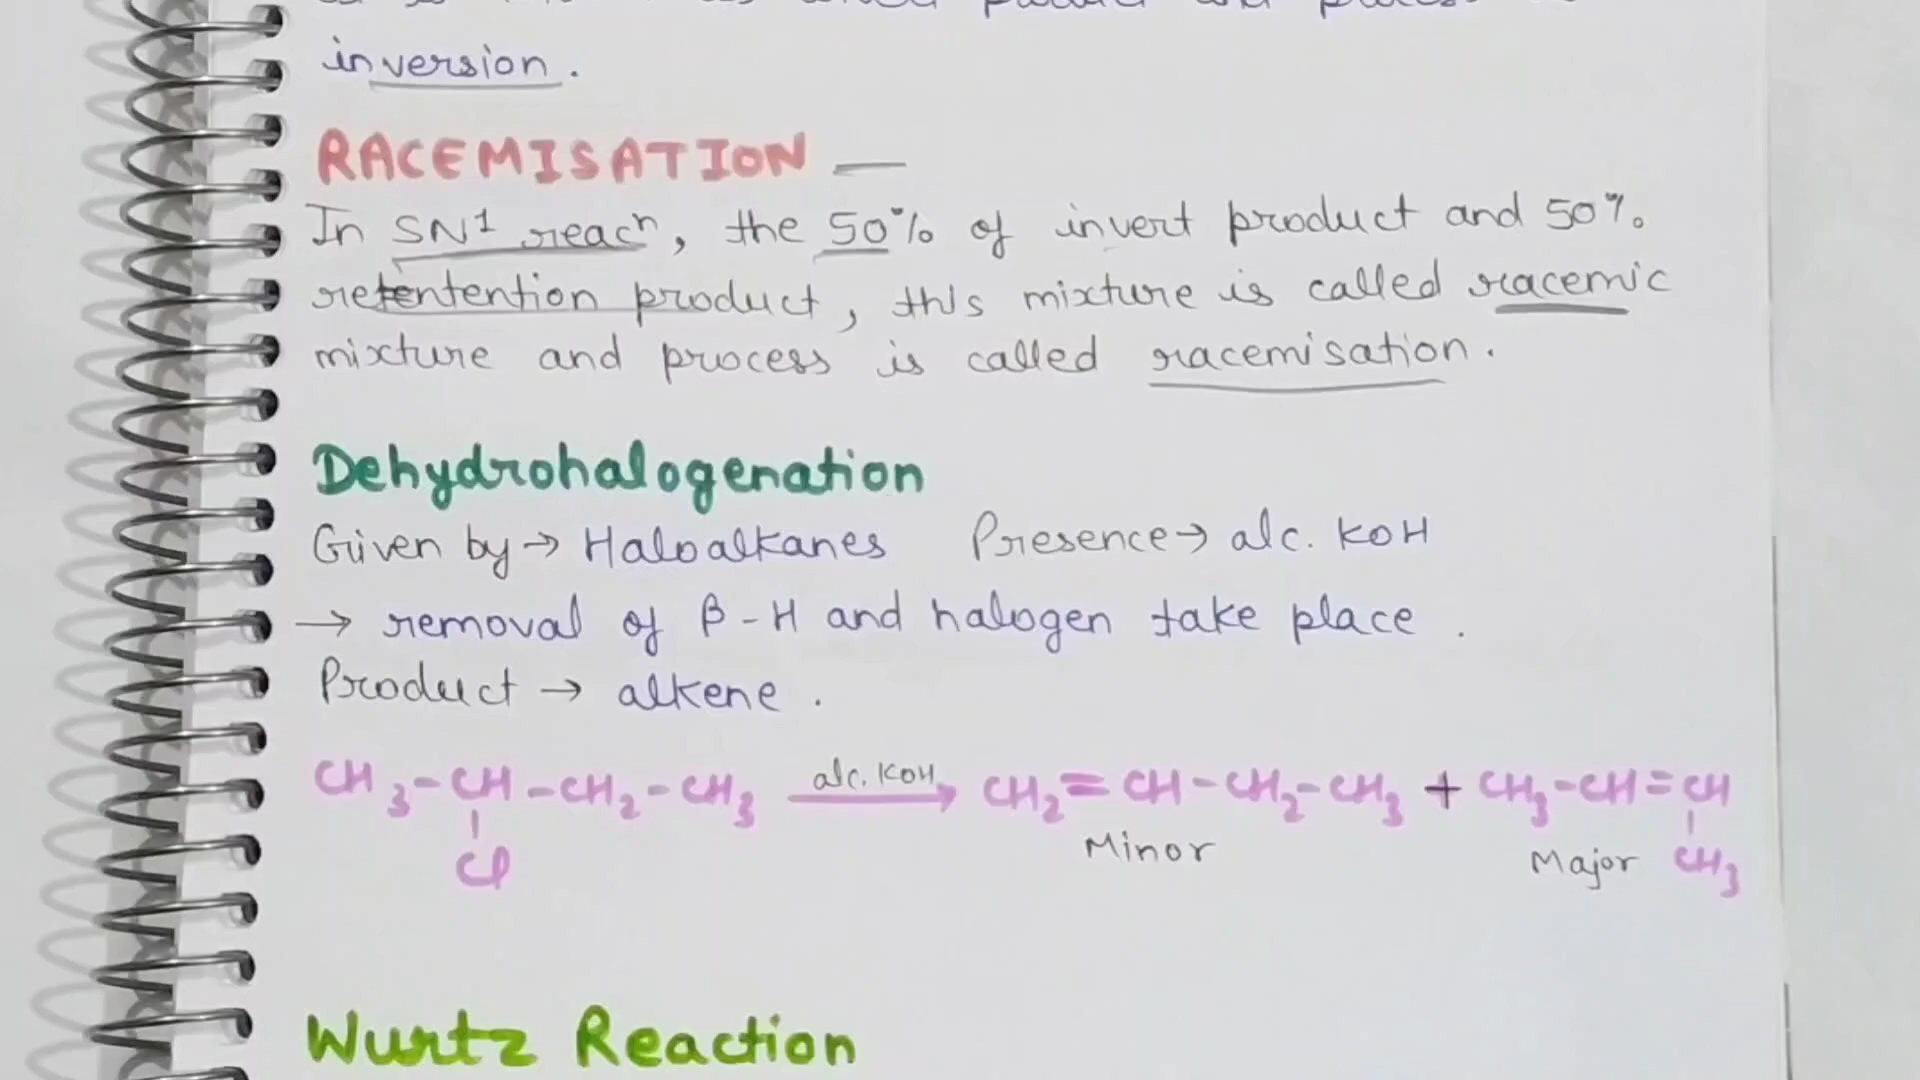 inversion.
RACEMISATION —
In SN¹ reacⁿ, the 50% of invert product and 50%
retentention product, this mixture is called racemic
mixture and process is called racemisation.
Dehydrohalogenation
Given by → Haloalkanes Presence → alc. KOH
→ removal of β-H and halogen take place.
Product → alkene.
CH₃-CH-CH₂-CH₃ alc. KOH→ CH₂=CH-CH₂-CH₃ + CH₃-CH=CH
Cl Minor Major CH₃
Wurtz Reaction